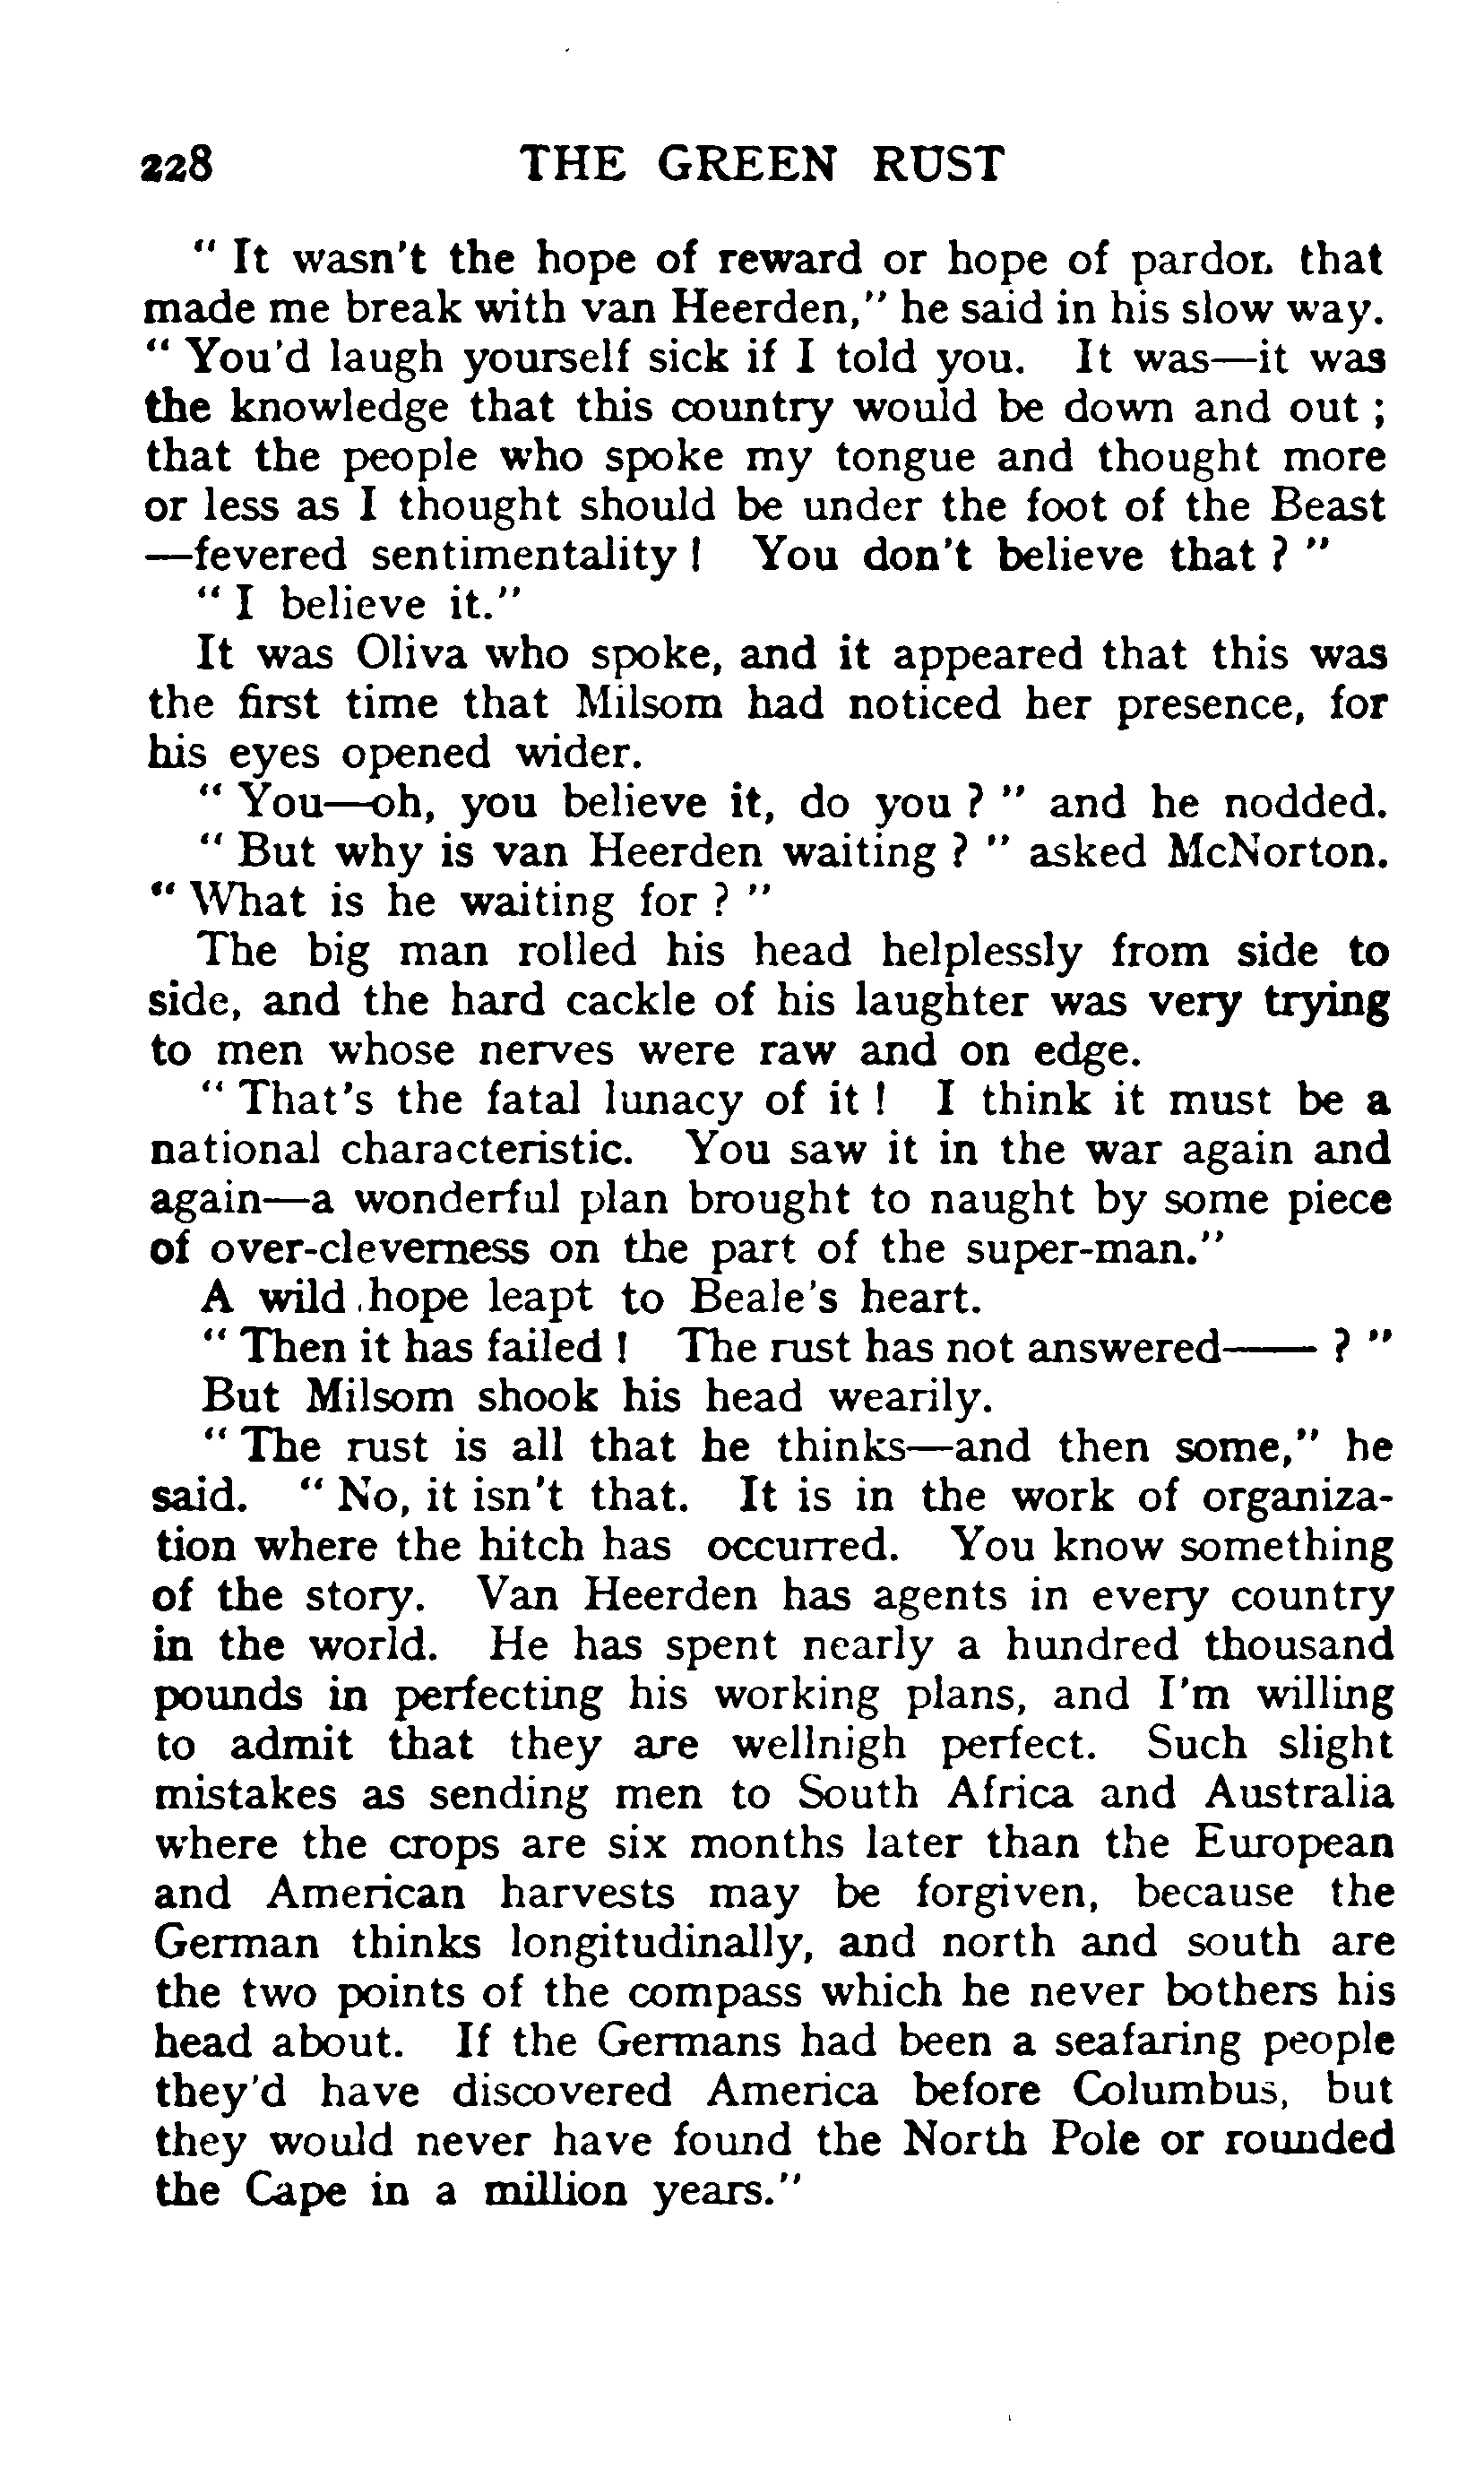 228 THE GREEN RUST
" It wasn't the hope of reward or hope of pardon that
made me break with van Heerden," he said in his slow way.
" You'd laugh yourself sick if I told you. It was—it was
the knowledge that this country would be down and out ;
that the people who spoke my tongue and thought more
or less as I thought should be under the foot of the Beast
—fevered sentimentality ! You don't believe that ? "
" I believe it."
It was Oliva who spoke, and it appeared that this was
the first time that Milsom had noticed her presence, for
his eyes opened wider.
" You—oh, you believe it, do you ? " and he nodded.
" But why is van Heerden waiting ? " asked McNorton.
" What is he waiting for ? "
The big man rolled his head helplessly from side to
side, and the hard cackle of his laughter was very trying
to men whose nerves were raw and on edge.
" That's the fatal lunacy of it ! I think it must be a
national characteristic. You saw it in the war again and
again—a wonderful plan brought to naught by some piece
of over-cleverness on the part of the super-man."
A wild hope leapt to Beale's heart.
" Then it has failed ! The rust has not answered—— ? "
But Milsom shook his head wearily.
" The rust is all that he thinks—and then some," he
said. " No, it isn't that. It is in the work of organiza-
tion where the hitch has occurred. You know something
of the story. Van Heerden has agents in every country
in the world. He has spent nearly a hundred thousand
pounds in perfecting his working plans, and I'm willing
to admit that they are wellnigh perfect. Such slight
mistakes as sending men to South Africa and Australia
where the crops are six months later than the European
and American harvests may be forgiven, because the
German thinks longitudinally, and north and south are
the two points of the compass which he never bothers his
head about. If the Germans had been a seafaring people
they'd have discovered America before Columbus, but
they would never have found the North Pole or rounded
the Cape in a million years."